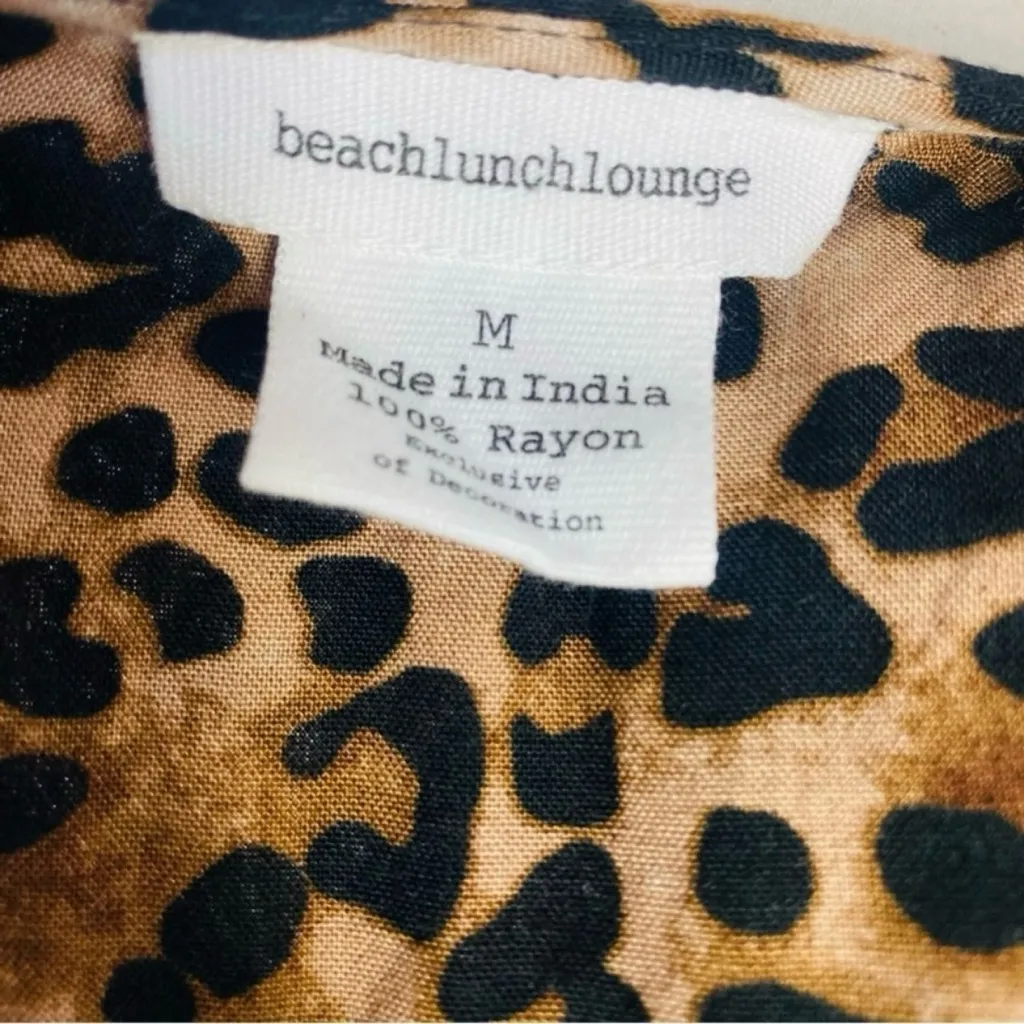 beachlunchlounge
M
Made in India
100% Rayon
Exclusive
of Decoration